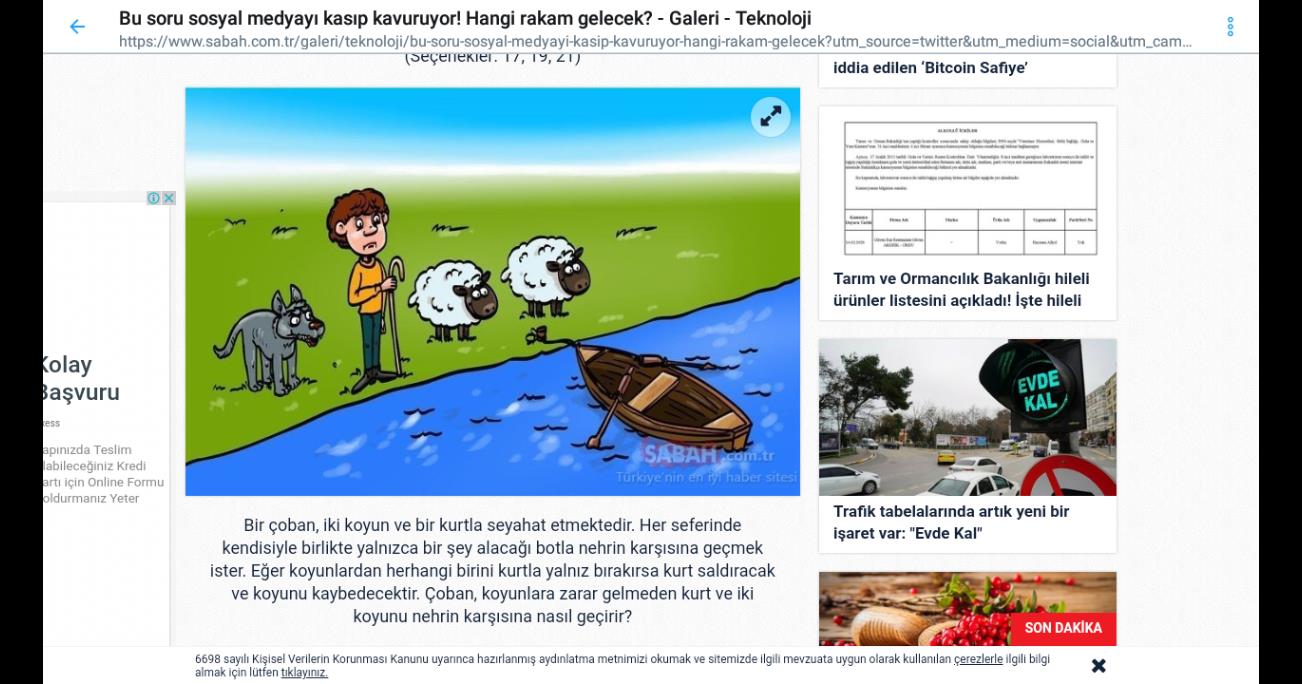 Bu soru sosyal medyayı kasıp kavuruyor! Hangi rakam gelecek? - Galeri - Teknoloji
https://www.sabah.com.tr/galeri/teknoloji/bu-soru-sosyal-medyayi-kasip-kavuruyor-hangi-rakam-gelecek?utm_source=twitter&utm_medium=social&utm_cam...
(Seçenekler: 17, 19, 21)
SABAH.com.tr
Türkiye'nin en iyi haber sitesi
Bir çoban, iki koyun ve bir kurtla seyahat etmektedir. Her seferinde
kendisiyle birlikte yalnızca bir şey alacağı botla nehrin karşısına geçmek
ister. Eğer koyunlardan herhangi birini kurtla yalnız bırakırsa kurt saldıracak
ve koyunu kaybedecektir. Çoban, koyunlara zarar gelmeden kurt ve iki
koyunu nehrin karşısına nasıl geçirir?
Kolay
Başvuru
apınızda Teslim
labileceğiniz Kredi
artı için Online Formu
oldurmanız Yeter
iddia edilen ‘Bitcoin Safiye’
Tarım ve Ormancılık Bakanlığı hileli
ürünler listesini açıkladı! İşte hileli
EVDE
KAL
Trafik tabelalarında artık yeni bir
işaret var: "Evde Kal"
SON DAKİKA
6698 sayılı Kişisel Verilerin Korunması Kanunu uyarınca hazırlanmış aydınlatma metnimizi okumak ve sitemizde ilgili mevzuata uygun olarak kullanılan çerezlerle ilgili bilgi
almak için lütfen tıklayınız.